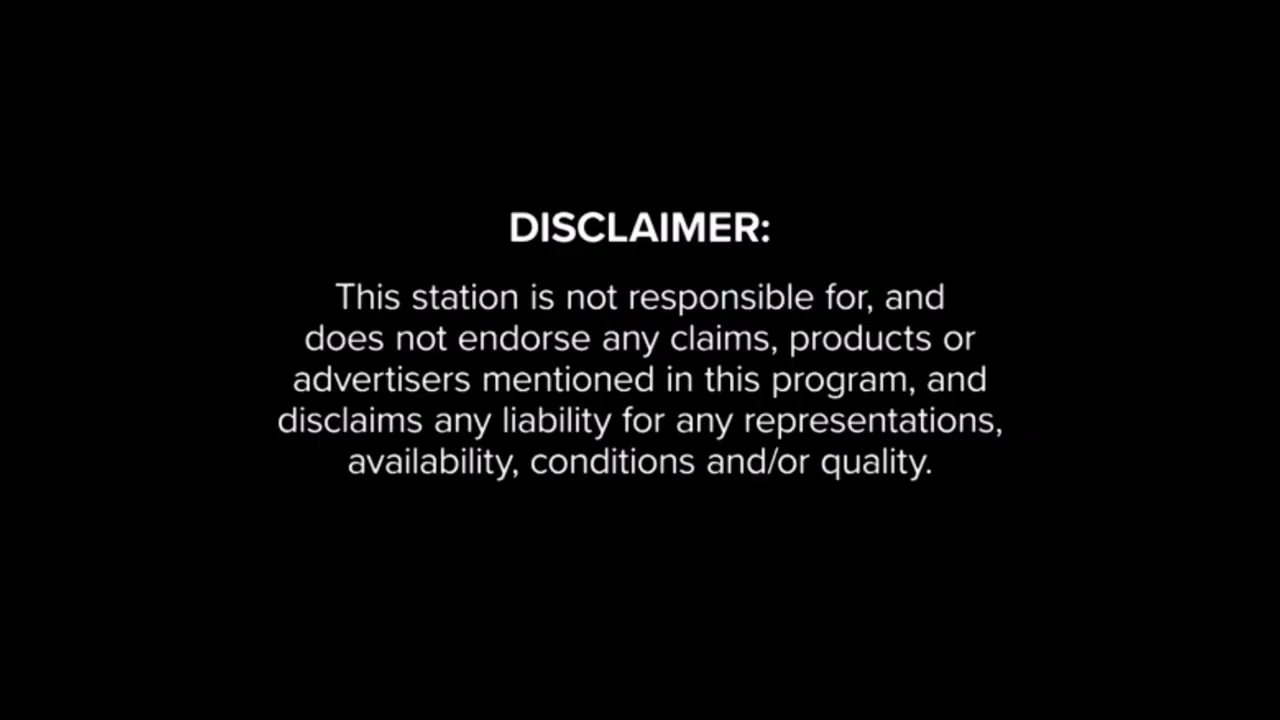 DISCLAIMER:
This station is not responsible for, and
does not endorse any claims, products or
advertisers mentioned in this program, and
disclaims any liability for any representations,
availability, conditions and/or quality.